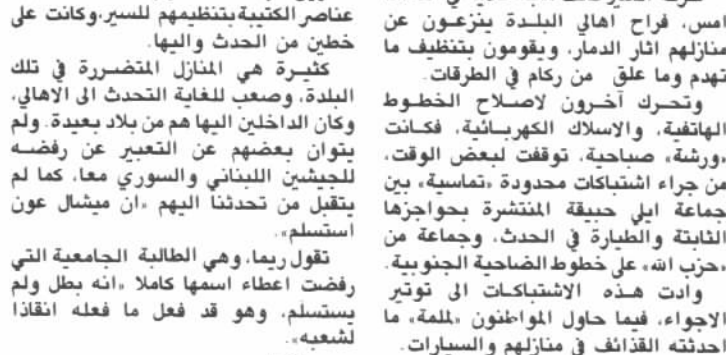 امس، فراح اهالي البلدة ينزعون عن
منازلهم اثار الدمار، ويقومون بتنظيف ما
تهدم وما علق من ركام في الطرقات.
وتحرك آخرون لاصلاح الخطوط
الهاتفية، والاسلاك الكهربائية، فكانت
«ورشة» صباحية، توقفت لبعض الوقت،
من جراء اشتباكات محدودة «تماسية» بين
جماعة ايلي حبيقة المنتشرة بحواجزها
الثابتة والطيارة في الحدث، وجماعة من
«حزب الله» على خطوط الضاحية الجنوبية.
وادت هذه الاشتباكات الى توتير
الاجواء، فيما حاول المواطنون «لملمة» ما
احدثته القذائف في منازلهم والسيارات.
عناصر الكتيبة بتنظيمهم للسير، وكانت على
خطين من الحدث واليها.
كثيرة هي المنازل المتضررة في تلك
البلدة، وصعب للغاية التحدث الى الاهالي،
وكان الداخلين اليها هم من بلاد بعيدة. ولم
يتوان بعضهم عن التعبير عن رفضه
للجيشين اللبناني والسوري معا، كما لم
يتقبل من تحدثنا اليهم «ان ميشال عون
استسلم».
تقول ريما، وهي الطالبة الجامعية التي
رفضت اعطاء اسمها كاملا «انه بطل ولم
يستسلم، وهو قد فعل ما فعله انقاذا
لشعبه».